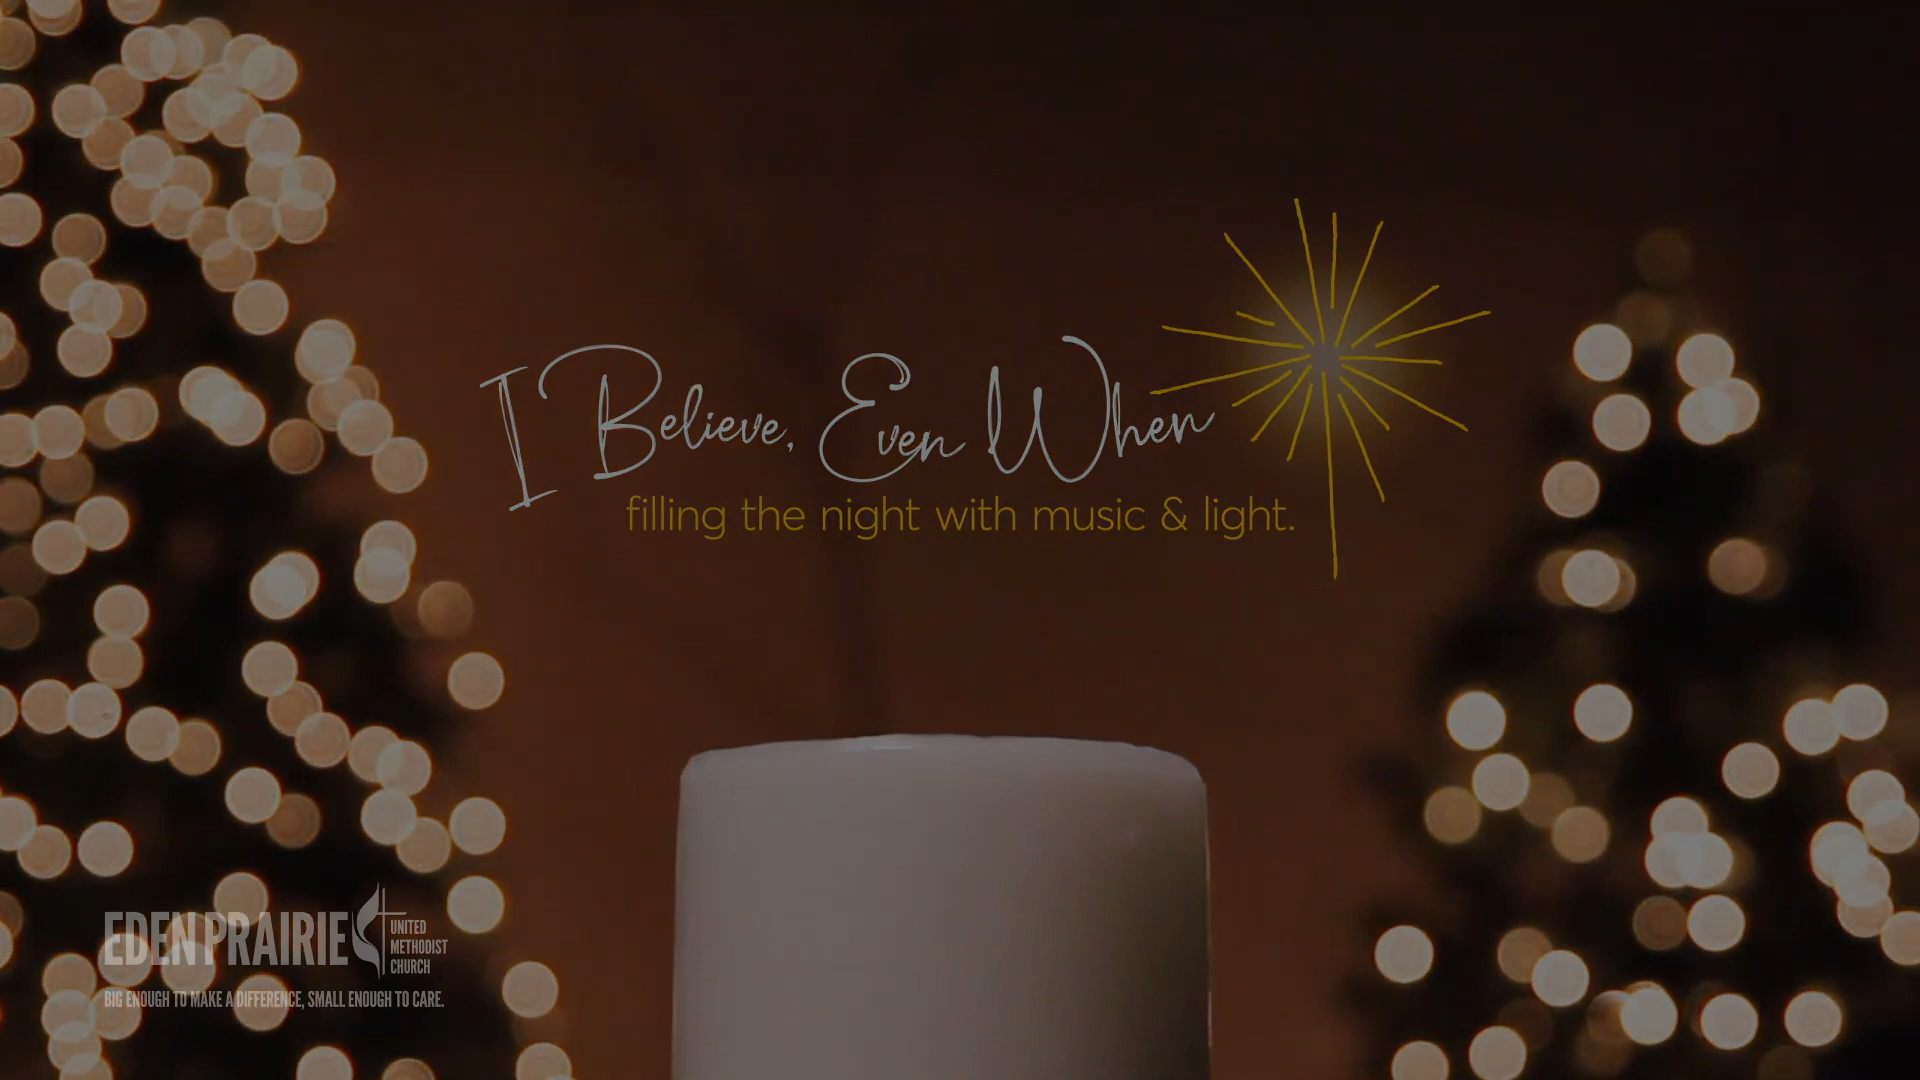 I Believe, Even When
filling the night with music & light.
EDEN PRAIRIE
UNITED
METHODIST
CHURCH
BIG ENOUGH TO MAKE A DIFFERENCE, SMALL ENOUGH TO CARE.